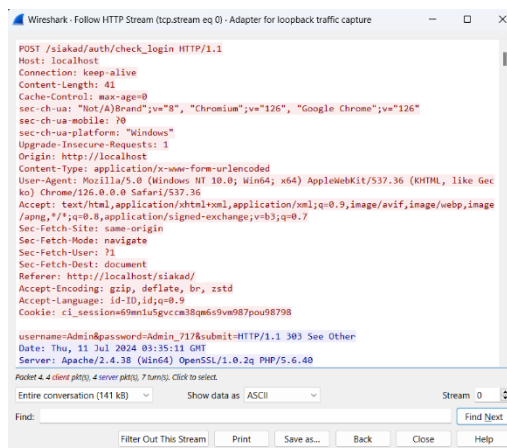 Wireshark · Follow HTTP Stream (tcp.stream eq 0) · Adapter for loopback traffic capture
POST /siakad/auth/check_login HTTP/1.1
Host: localhost
Connection: keep-alive
Content-Length: 41
Cache-Control: max-age=0
sec-ch-ua: "Not/A)Brand";v="8", "Chromium";v="126", "Google Chrome";v="126"
sec-ch-ua-mobile: ?0
sec-ch-ua-platform: "Windows"
Upgrade-Insecure-Requests: 1
Origin: http://localhost
Content-Type: application/x-www-form-urlencoded
User-Agent: Mozilla/5.0 (Windows NT 10.0; Win64; x64) AppleWebKit/537.36 (KHTML, like Gec
ko) Chrome/126.0.0.0 Safari/537.36
Accept: text/html,application/xhtml+xml,application/xml;q=0.9,image/avif,image/webp,image
/apng,*/*;q=0.8,application/signed-exchange;v=b3;q=0.7
Sec-Fetch-Site: same-origin
Sec-Fetch-Mode: navigate
Sec-Fetch-User: ?1
Sec-Fetch-Dest: document
Referer: http://localhost/siakad/
Accept-Encoding: gzip, deflate, br, zstd
Accept-Language: id-ID,id;q=0.9
Cookie: ci_session=69mn1u5gvccm38qm6s9vm987pou98798
username=Admin&password=Admin_717&submit=HTTP/1.1 303 See Other
Date: Thu, 11 Jul 2024 03:35:11 GMT
Server: Apache/2.4.38 (Win64) OpenSSL/1.0.2q PHP/5.6.40
Packet 4. 4 client pkt(s), 4 server pkt(s), 7 turn(s). Click to select.
Entire conversation (141 kB) Show data as ASCII Stream 0
Find: Find Next
Filter Out This Stream Print Save as... Back Close Help